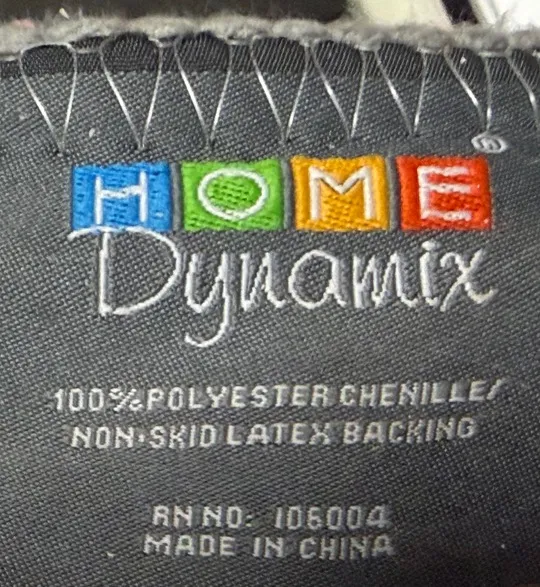 HOME®
Dynamix
100% POLYESTER CHENILLE/
NON-SKID LATEX BACKING
RN NO: 106004
MADE IN CHINA